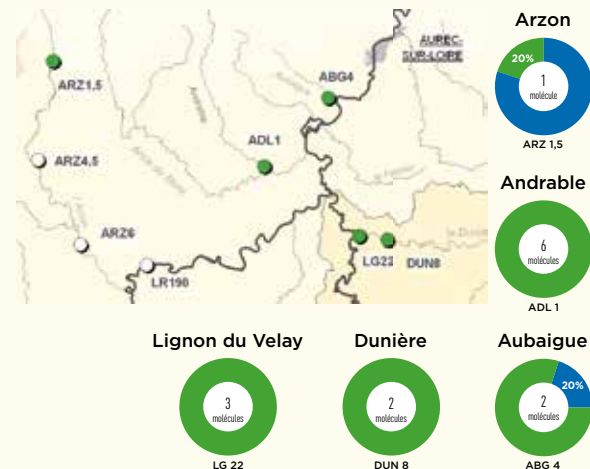 Arzon
20%
1
molécule
ARZ 1,5
AUREC-
SUR-LOIRE
ARZ1,5
ABG4
ADL1
ARZ4,5
ARZ6
LR190
LG22
DUN8
Andrable
6
molécules
ADL 1
Lignon du Velay
3
molécules
LG 22
Dunière
2
molécules
DUN 8
Aubaigue
20%
2
molécules
ABG 4